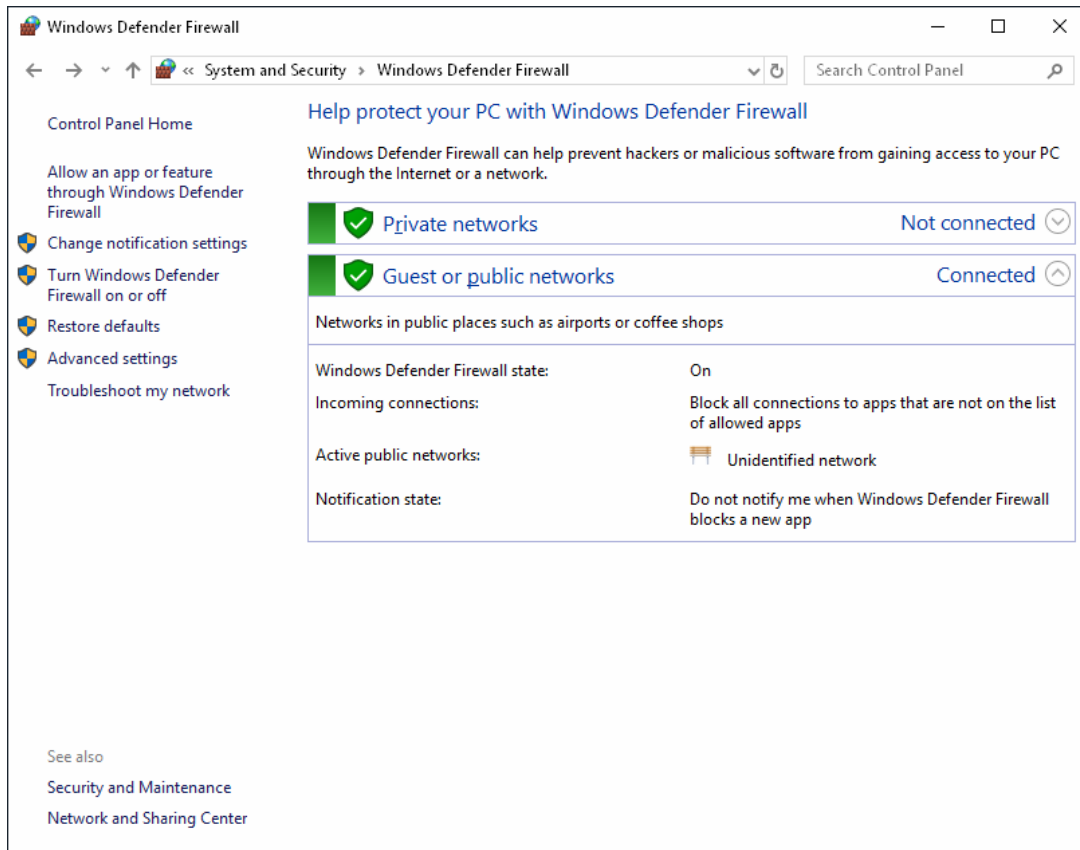 Windows Defender Firewall
« System and Security > Windows Defender Firewall
Search Control Panel
Control Panel Home
Allow an app or feature
through Windows Defender
Firewall
Change notification settings
Turn Windows Defender
Firewall on or off
Restore defaults
Advanced settings
Troubleshoot my network
Help protect your PC with Windows Defender Firewall
Windows Defender Firewall can help prevent hackers or malicious software from gaining access to your PC
through the Internet or a network.
Private networks Not connected
Guest or public networks Connected
Networks in public places such as airports or coffee shops
Windows Defender Firewall state: On
Incoming connections: Block all connections to apps that are not on the list
of allowed apps
Active public networks: Unidentified network
Notification state: Do not notify me when Windows Defender Firewall
blocks a new app
See also
Security and Maintenance
Network and Sharing Center